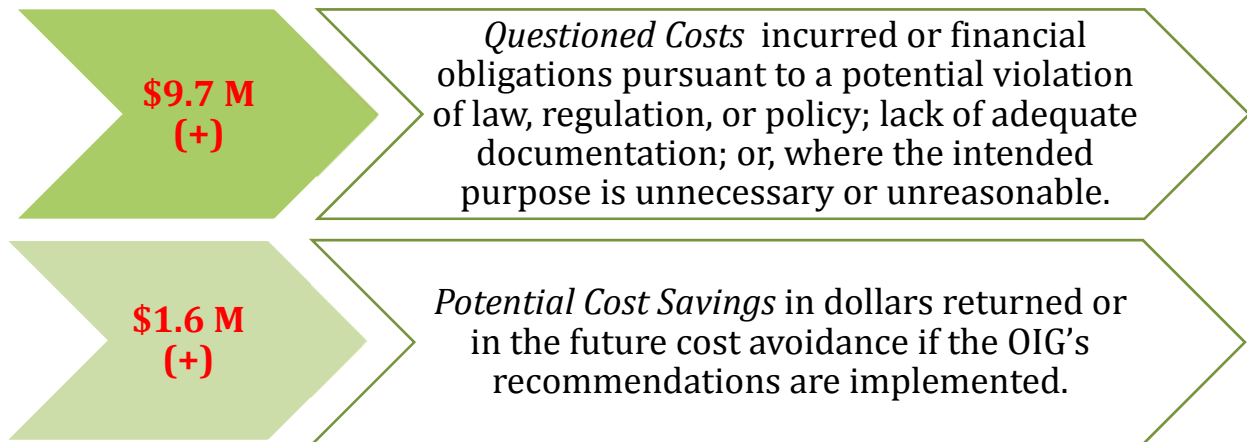 $9.7 M
(+)
Questioned Costs incurred or financial
obligations pursuant to a potential violation
of law, regulation, or policy; lack of adequate
documentation; or, where the intended
purpose is unnecessary or unreasonable.
$1.6 M
(+)
Potential Cost Savings in dollars returned or
in the future cost avoidance if the OIG’s
recommendations are implemented.